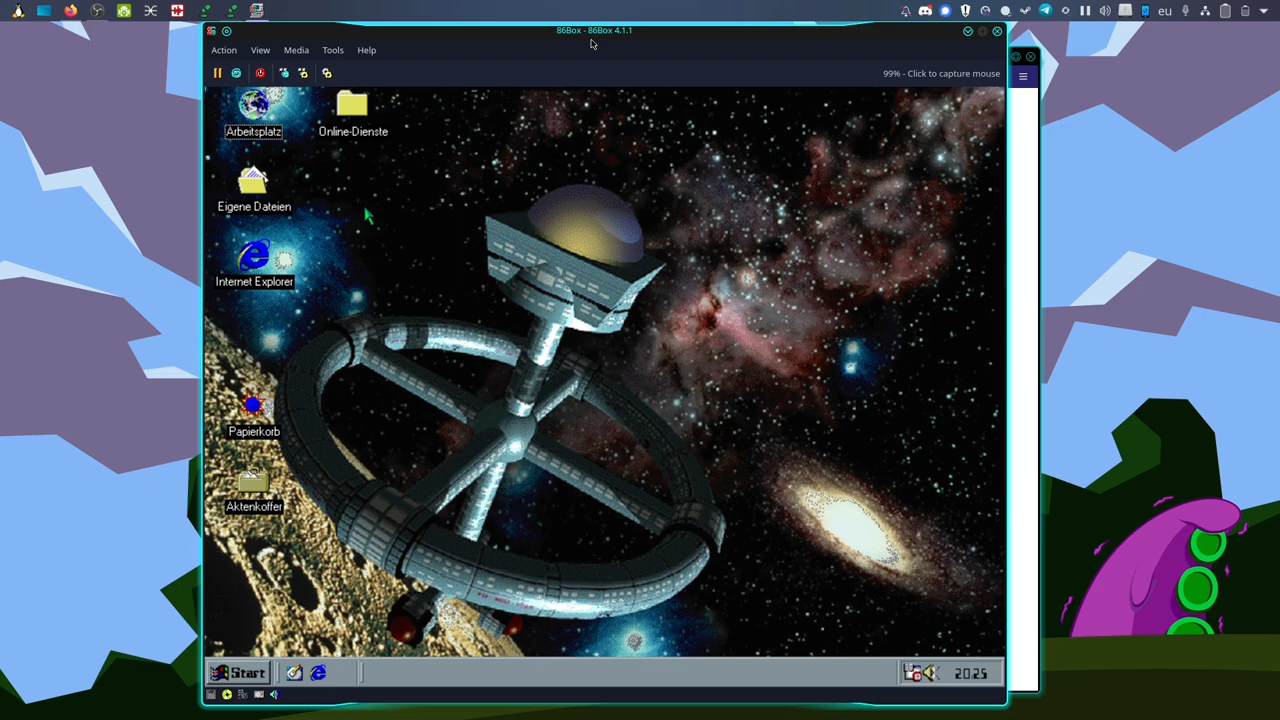 eu
86Box - 86Box 4.1.1
Action View Media Tools Help
99% - Click to capture mouse
Arbeitsplatz
Online-Dienste
Eigene Dateien
Internet Explorer
Papierkorb
Aktenkoffer
Start
20:25